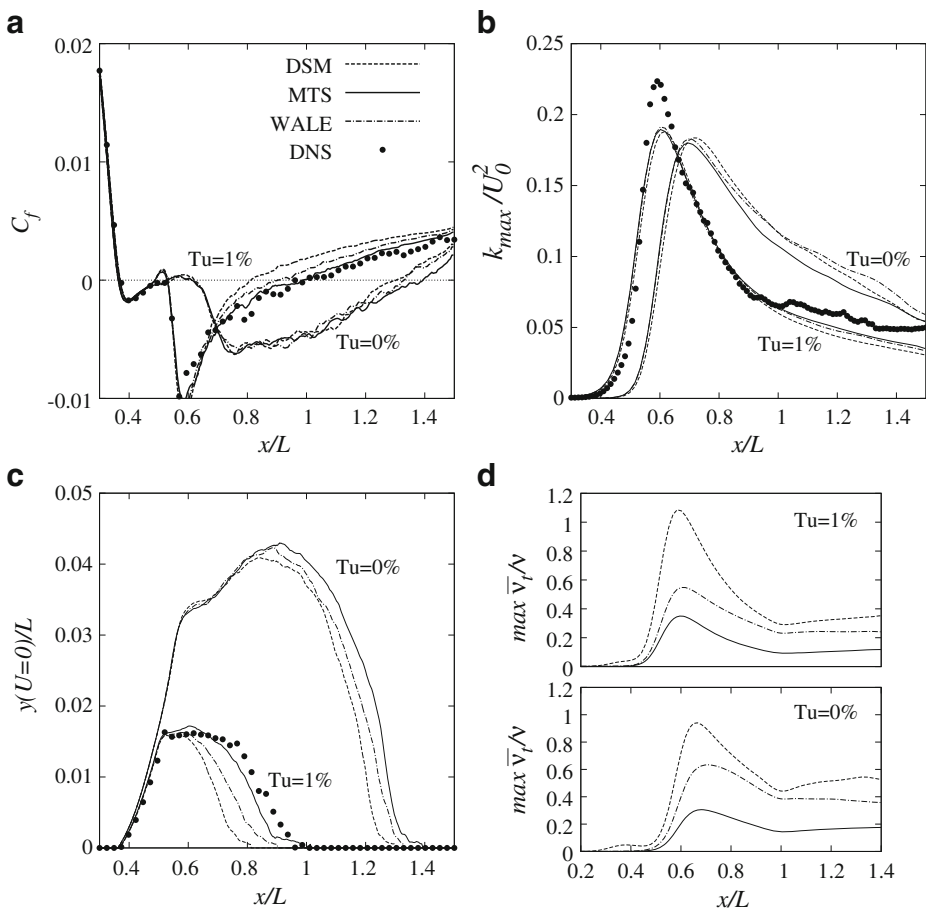 a
0.02
0.01
0
-0.01
C_f
DSM
MTS
WALE
DNS
Tu=1%
Tu=0%
0.4 0.6 0.8 1 1.2 1.4
x/L
b
0.25
0.2
0.15
0.1
0.05
0
k_max/U_0^2
Tu=0%
Tu=1%
0.4 0.6 0.8 1 1.2 1.4
x/L
c
0.05
0.04
0.03
0.02
0.01
0
y(U=0)/L
Tu=0%
Tu=1%
0.4 0.6 0.8 1 1.2 1.4
x/L
d
1.2
1
0.8
0.6
0.4
0.2
0
max ν̅_t/ν
Tu=1%
1.2
1
0.8
0.6
0.4
0.2
0
max ν̅_t/ν
Tu=0%
0.2 0.4 0.6 0.8 1 1.2 1.4
x/L